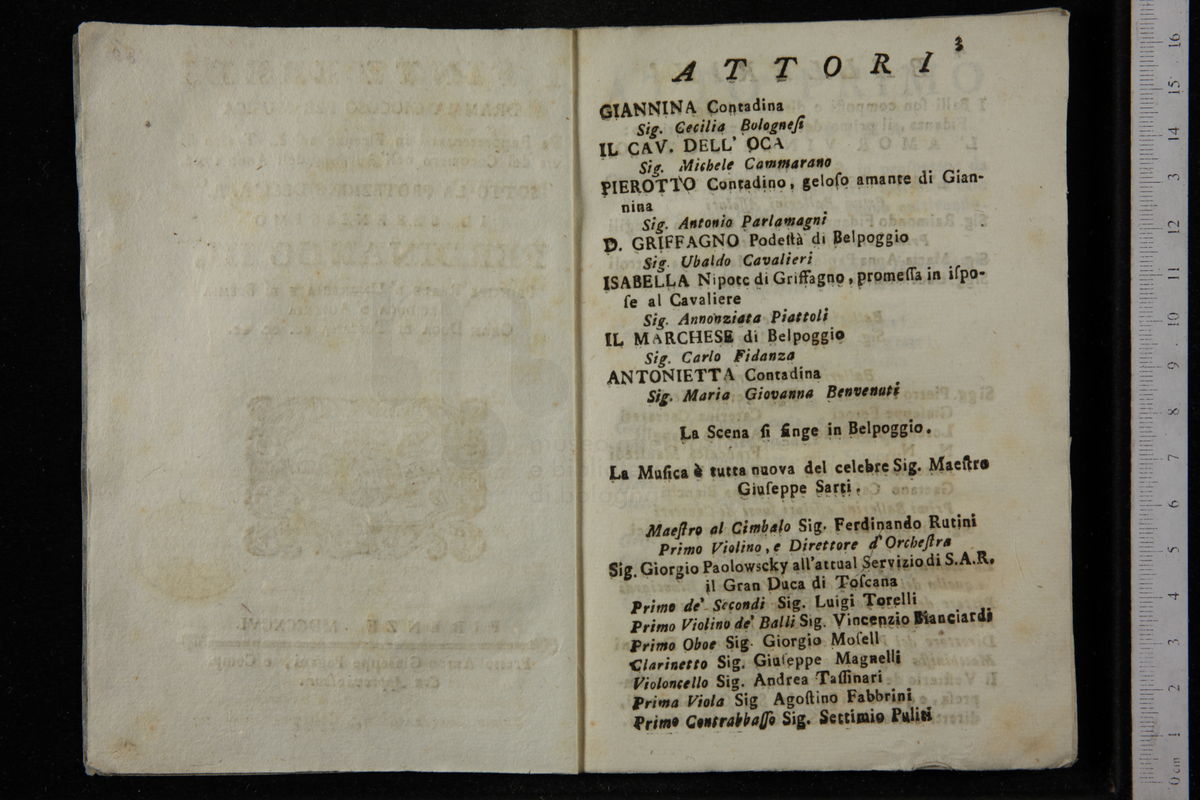 3
ATTORI
GIANNINA Contadina
Sig. Cecilia Bolognesi
IL CAV. DELL' OCA
Sig. Michele Cammarano
PIEROTTO Contadino, geloso amante di Gian-
nina
Sig. Antonio Parlamagni
D. GRIFFAGNO Podestà di Belpoggio
Sig. Ubaldo Cavalieri
ISABELLA Nipote di Griffagno, promessa in ispo-
se al Cavaliere
Sig. Annonziata Piattoli
IL MARCHESE di Belpoggio
Sig. Carlo Fidanza
ANTONIETTA Contadina
Sig. Maria Giovanna Benvenuti
La Scena si finge in Belpoggio.
La Musica è tutta nuova del celebre Sig. Maestro
Giuseppe Sarti.
Maestro al Cimbalo Sig. Ferdinando Rutini
Primo Violino, e Direttore d'Orchestra
Sig. Giorgio Paolowscky all'attual Servizio di S.A.R.
il Gran Duca di Toscana
Primo de' Secondi Sig. Luigi Torelli
Primo Violino de' Balli Sig. Vincenzio Bianciardi
Primo Oboe Sig. Giorgio Mosell
Clarinetto Sig. Giuseppe Magnelli
Violoncello Sig. Andrea Tassinari
Prima Viola Sig Agostino Fabbrini
Primo Contrabbasso Sig. Settimio Puliti